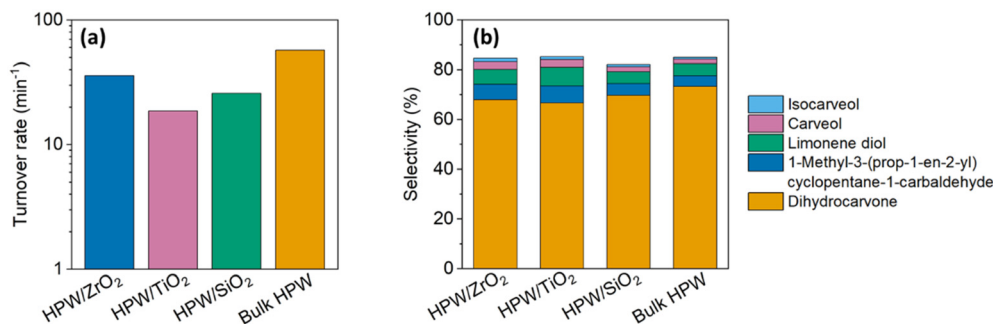 (a)
Turnover rate (min⁻¹)
100
10
1
HPW/ZrO₂
HPW/TiO₂
HPW/SiO₂
Bulk HPW
(b)
Selectivity (%)
100
80
60
40
20
0
HPW/ZrO₂
HPW/TiO₂
HPW/SiO₂
Bulk HPW
Isocarveol
Carveol
Limonene diol
1-Methyl-3-(prop-1-en-2-yl)
cyclopentane-1-carbaldehyde
Dihydrocarvone